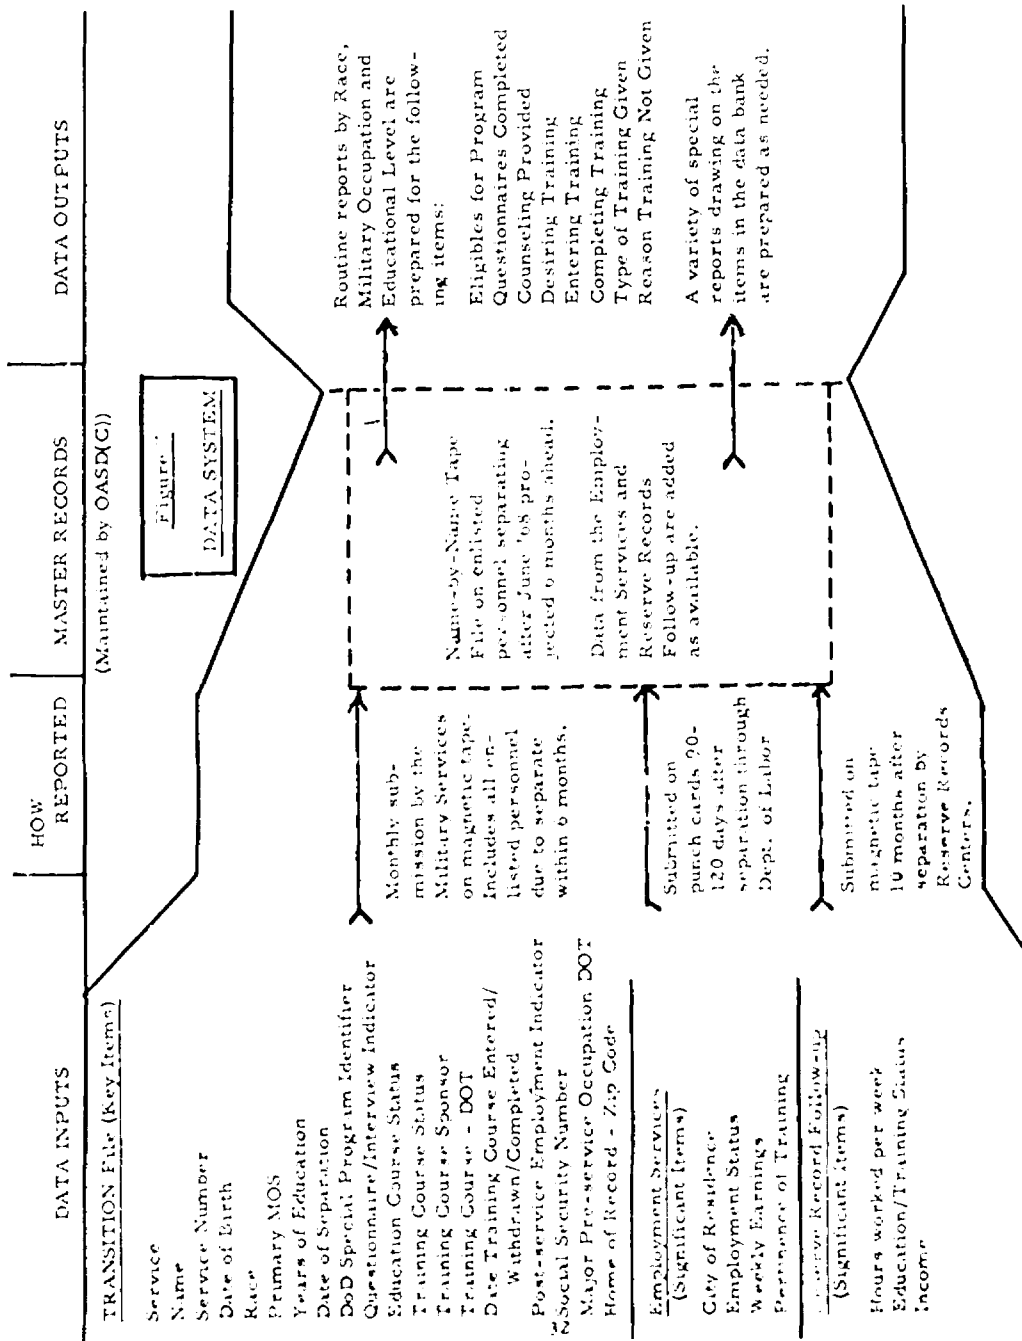 DATA INPUTS
HOW
REPORTED
MASTER RECORDS
DATA OUTPUTS
TRANSITION File (Key Items)
Service
Name
Service Number
Date of Birth
Race
Primary MOS
Years of Education
Date of Separation
DoD Special Program Identifier
Questionnaire/Interview Indicator
Education Course Status
Training Course Status
Training Course Sponsor
Training Course - DOT
Date Training Course Entered/
Withdrawn/Completed
Post-service Employment Indicator
Social Security Number
Major Pre-service Occupation DOT
Home of Record - Zip Code
Employment Services
(Significant Items)
City of Residence
Employment Status
Weekly Earnings
Pertinence of Training
Reserve Record Follow-up
(Significant Items)
Hours worked per week
Education/Training Status
Income
Monthly sub-
mission by the
Military Services
on magnetic tape.
Includes all en-
listed personnel
due to separate
within 6 months.
Submitted on
punch cards 90-
120 days after
separation through
Dept. of Labor
Submitted on
magnetic tape
10 months after
separation by
Reserve Records
Centers.
(Maintained by OASD(C))
Figure
DATA SYSTEM
Name-by-Name Tape
File on enlisted
personnel separating
after June '68 pro-
jected 6 months ahead.
Data from the Employ-
ment Services and
Reserve Records
Follow-up are added
as available.
Routine reports by Race,
Military Occupation and
Educational Level are
prepared for the follow-
ing items:
Eligibles for Program
Questionnaires Completed
Counseling Provided
Desiring Training
Entering Training
Completing Training
Type of Training Given
Reason Training Not Given
A variety of special
reports drawing on the
items in the data bank
are prepared as needed.